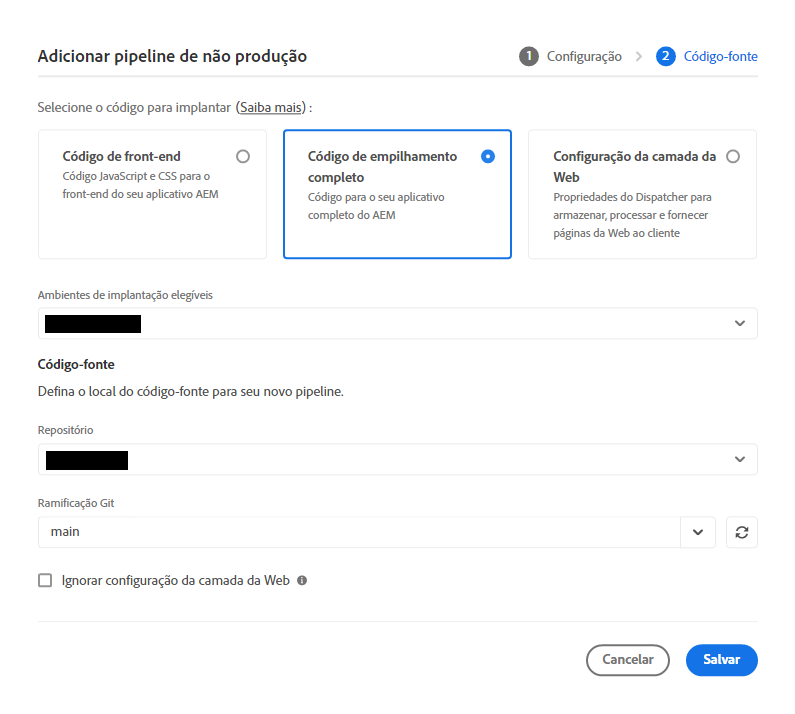 Adicionar pipeline de não produção
1 Configuração
2 Código-fonte
Selecione o código para implantar (Saiba mais) :
Código de front-end
Código JavaScript e CSS para o
front-end do seu aplicativo AEM
Código de empilhamento
completo
Código para o seu aplicativo
completo do AEM
Configuração da camada da
Web
Propriedades do Dispatcher para
armazenar, processar e fornecer
páginas da Web ao cliente
Ambientes de implantação elegíveis
Código-fonte
Defina o local do código-fonte para seu novo pipeline.
Repositório
Ramificação Git
main
Ignorar configuração da camada da Web
Cancelar
Salvar